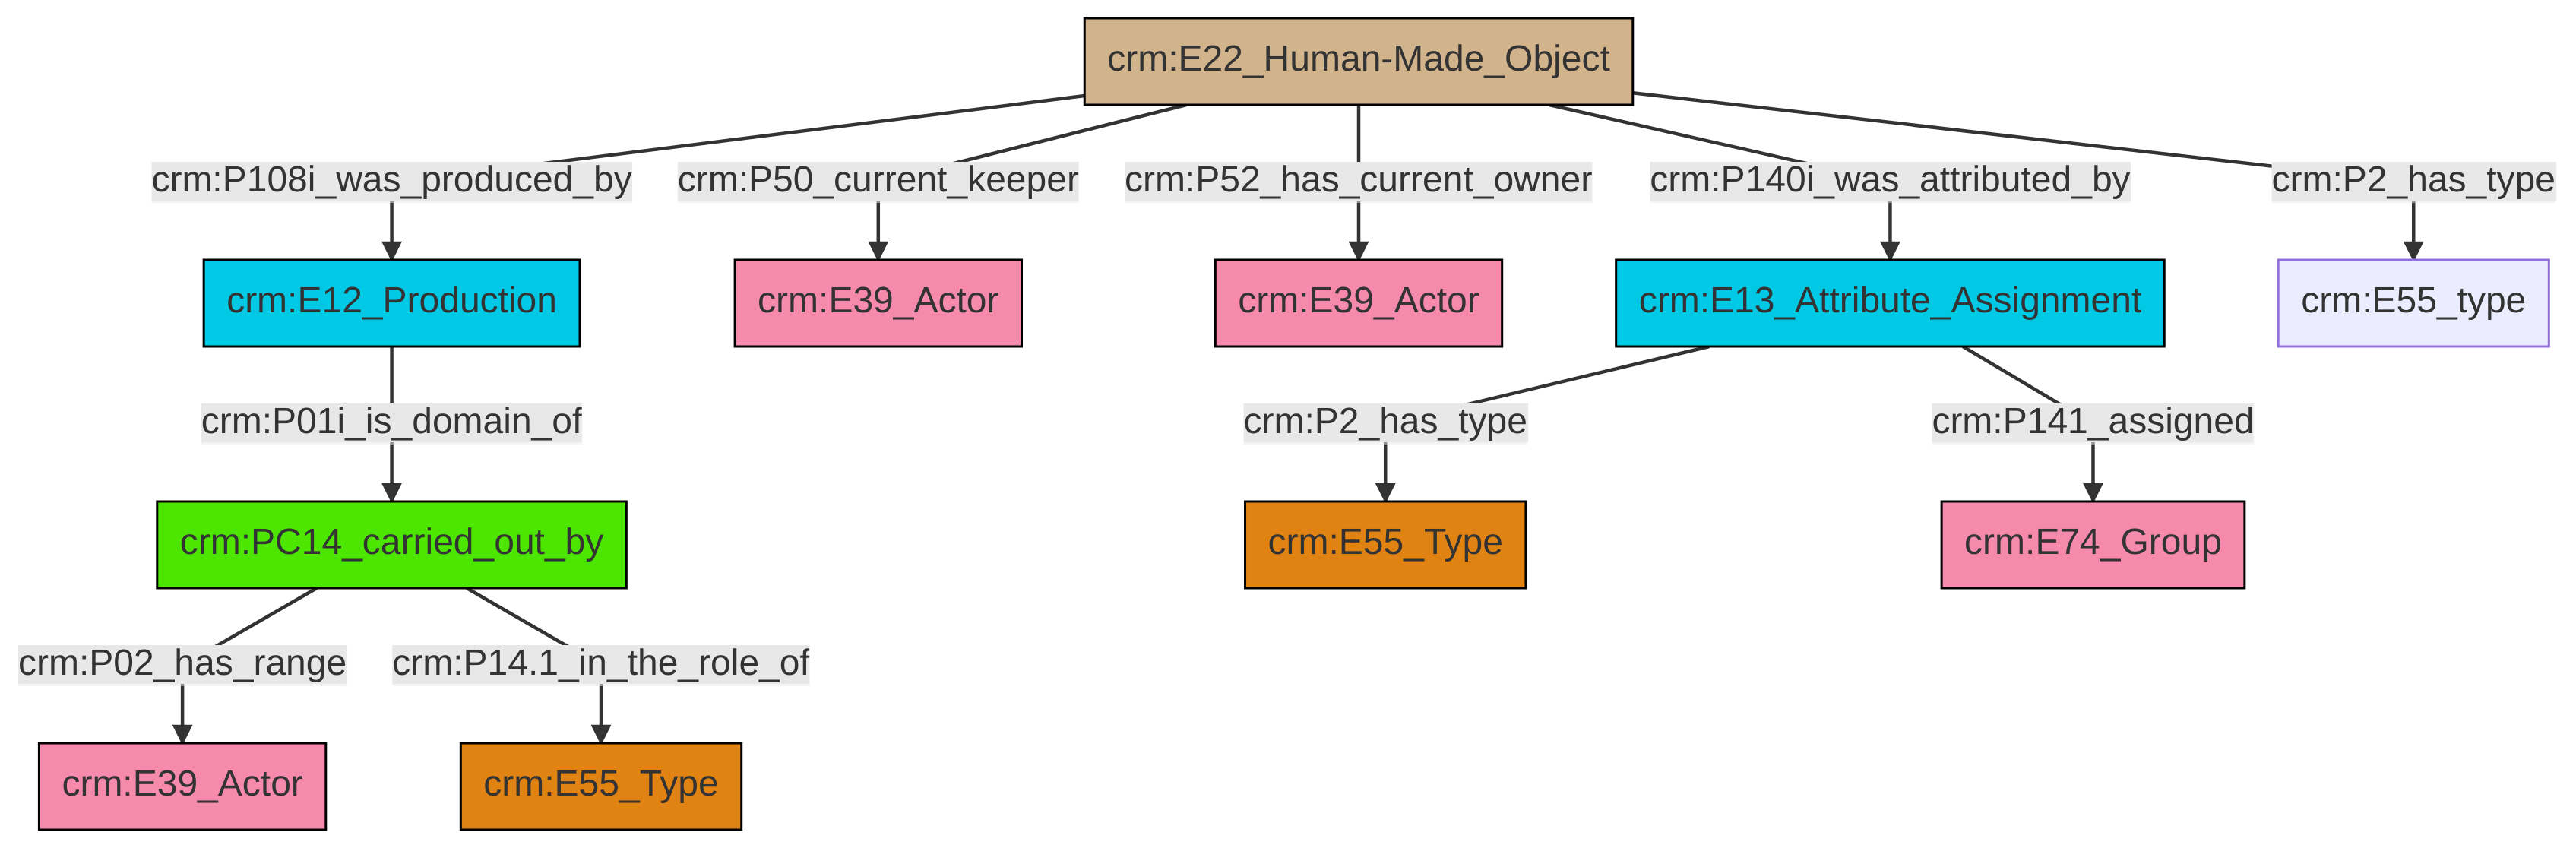 crm:E22_Human-Made_Object
crm:P108i_was_produced_by
crm:P50_current_keeper
crm:P52_has_current_owner
crm:P140i_was_attributed_by
crm:P2_has_type
crm:E12_Production
crm:E39_Actor
crm:E39_Actor
crm:E13_Attribute_Assignment
crm:E55_type
crm:P01i_is_domain_of
crm:P2_has_type
crm:P141_assigned
crm:PC14_carried_out_by
crm:E55_Type
crm:E74_Group
crm:P02_has_range
crm:P14.1_in_the_role_of
crm:E39_Actor
crm:E55_Type